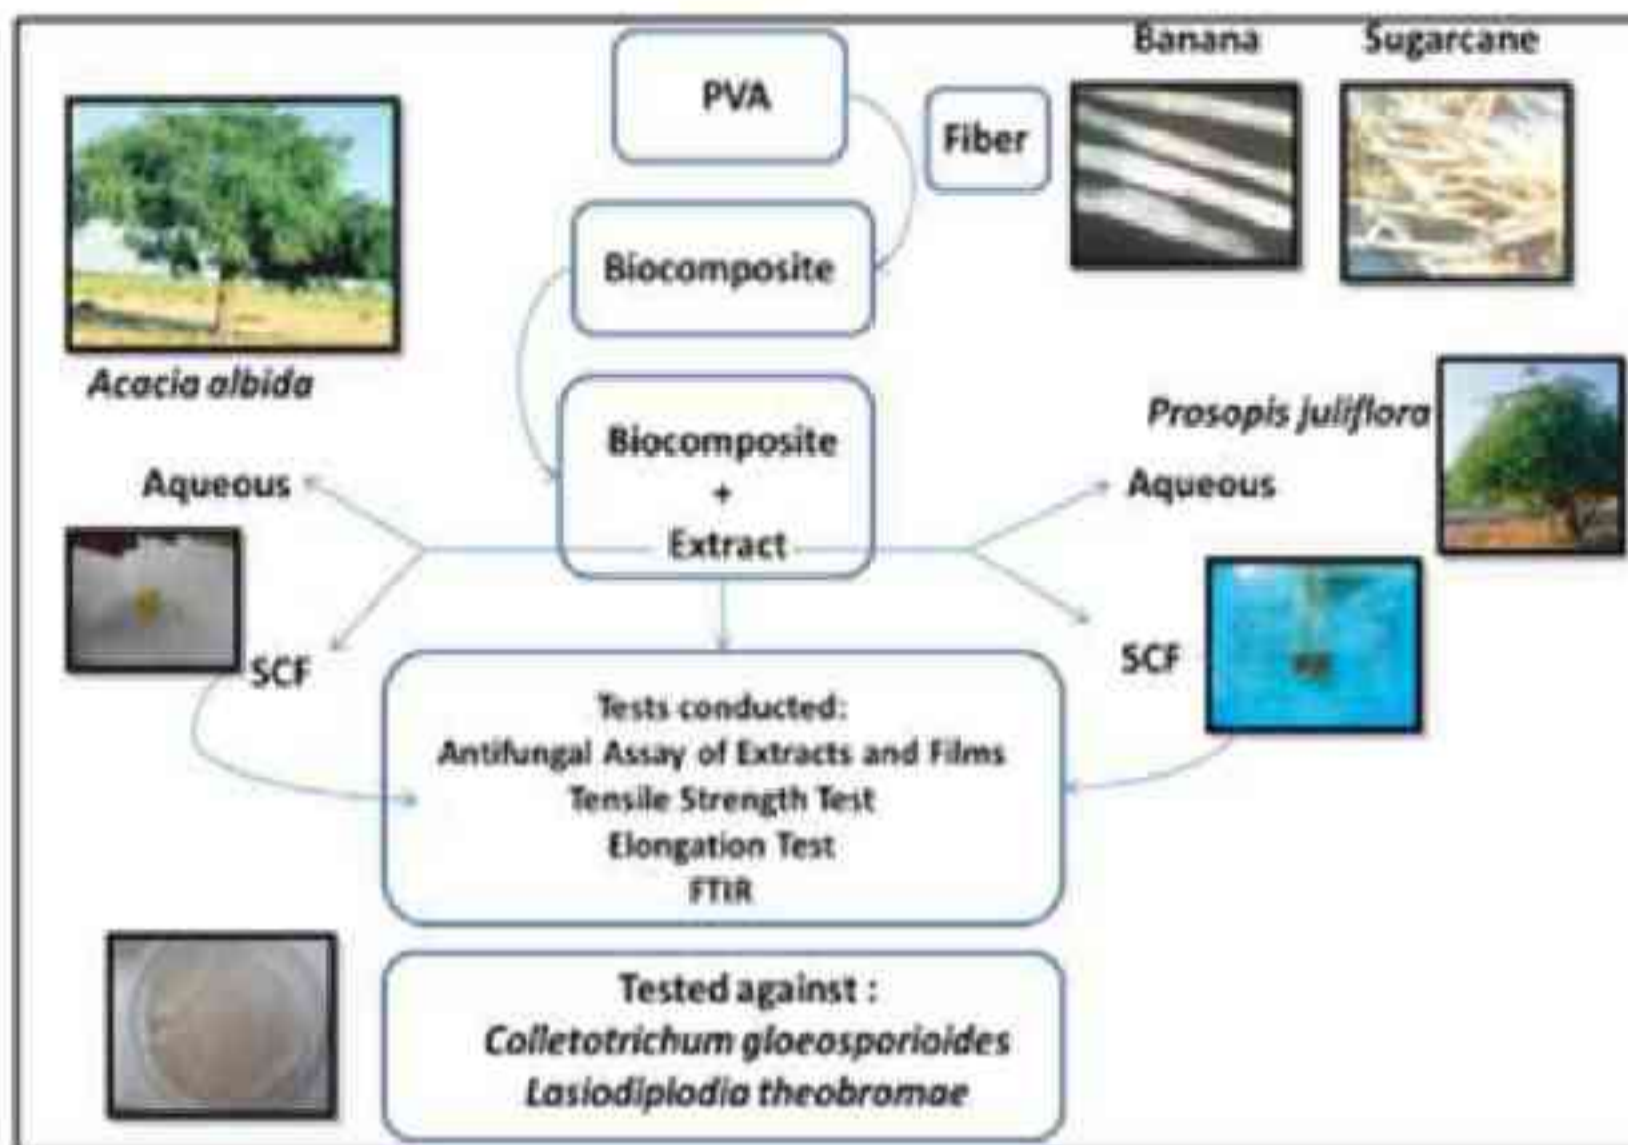 Banana
Sugarcane
PVA
Fiber
Biocomposite
Acacia albida
Prosopis juliflora
Biocomposite
+
Extract
Aqueous
Aqueous
SCF
SCF
Tests conducted:
Antifungal Assay of Extracts and Films
Tensile Strength Test
Elongation Test
FTIR
Tested against :
Colletotrichum gloeosporioides
Lasiodiplodia theobromae